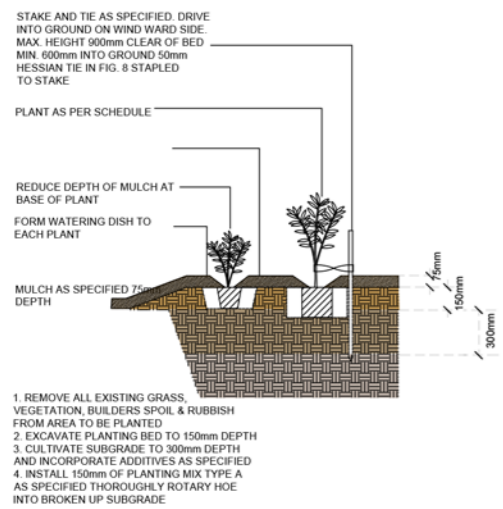 STAKE AND TIE AS SPECIFIED. DRIVE
INTO GROUND ON WIND WARD SIDE.
MAX. HEIGHT 900mm CLEAR OF BED
MIN. 600mm INTO GROUND 50mm
HESSIAN TIE IN FIG. 8 STAPLED
TO STAKE
PLANT AS PER SCHEDULE
REDUCE DEPTH OF MULCH AT
BASE OF PLANT
FORM WATERING DISH TO
EACH PLANT
MULCH AS SPECIFIED 75mm
DEPTH
75mm
150mm
300mm
1. REMOVE ALL EXISTING GRASS,
VEGETATION, BUILDERS SPOIL & RUBBISH
FROM AREA TO BE PLANTED
2. EXCAVATE PLANTING BED TO 150mm DEPTH
3. CULTIVATE SUBGRADE TO 300mm DEPTH
AND INCORPORATE ADDITIVES AS SPECIFIED
4. INSTALL 150mm OF PLANTING MIX TYPE A
AS SPECIFIED THOROUGHLY ROTARY HOE
INTO BROKEN UP SUBGRADE